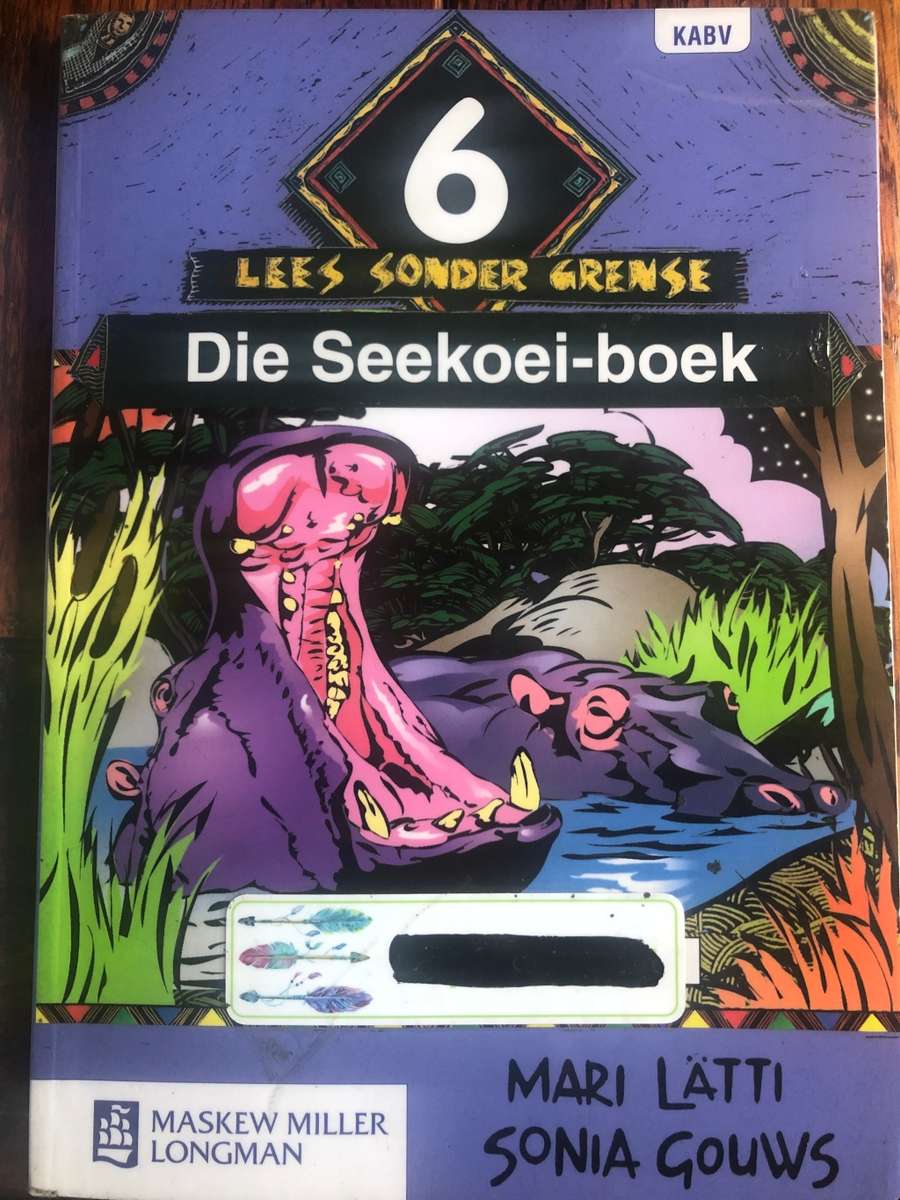 KABV
6
LEES SONDER GRENSE
Die Seekoei-boek
MASKEW MILLER
LONGMAN
MARI LÄTTI
SONIA GOUWS